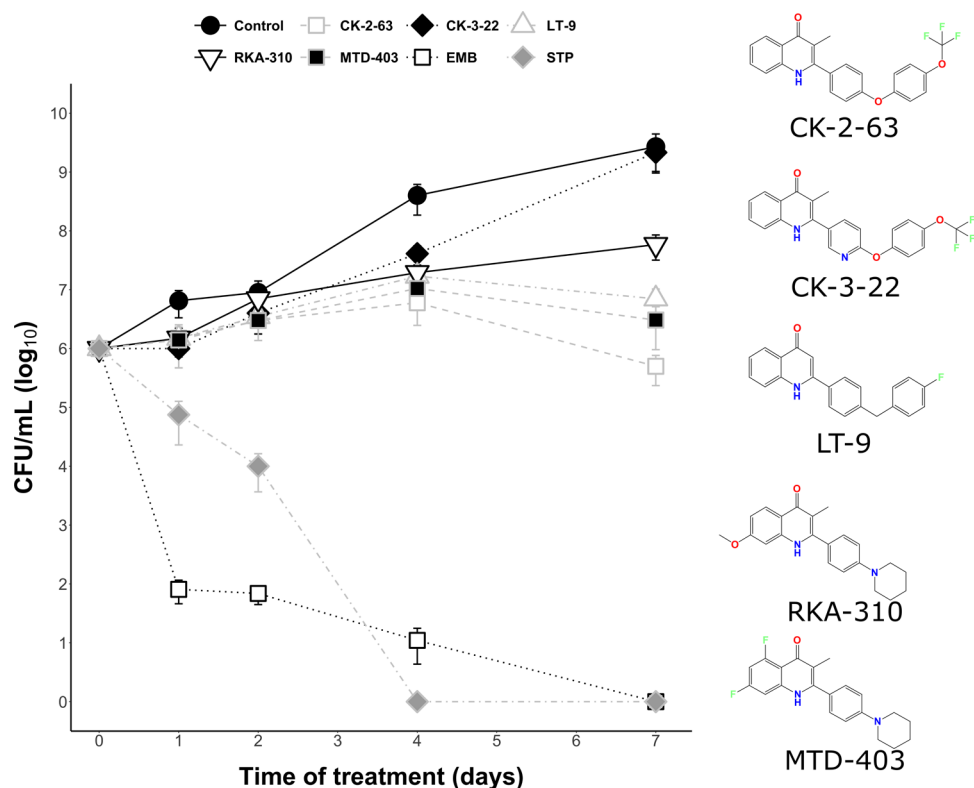 Control CK-2-63 CK-3-22 LT-9
RKA-310 MTD-403 EMB STP
CFU/mL (log10)
10
9
8
7
6
5
4
3
2
1
0
0 1 2 3 4 5 6 7
Time of treatment (days)
O
N
H
O
O
F
F
F
CK-2-63
O
N
H
N
O
O
F
F
F
CK-3-22
O
N
H
F
LT-9
O
O
N
H
N
RKA-310
F
O
F
N
H
N
MTD-403